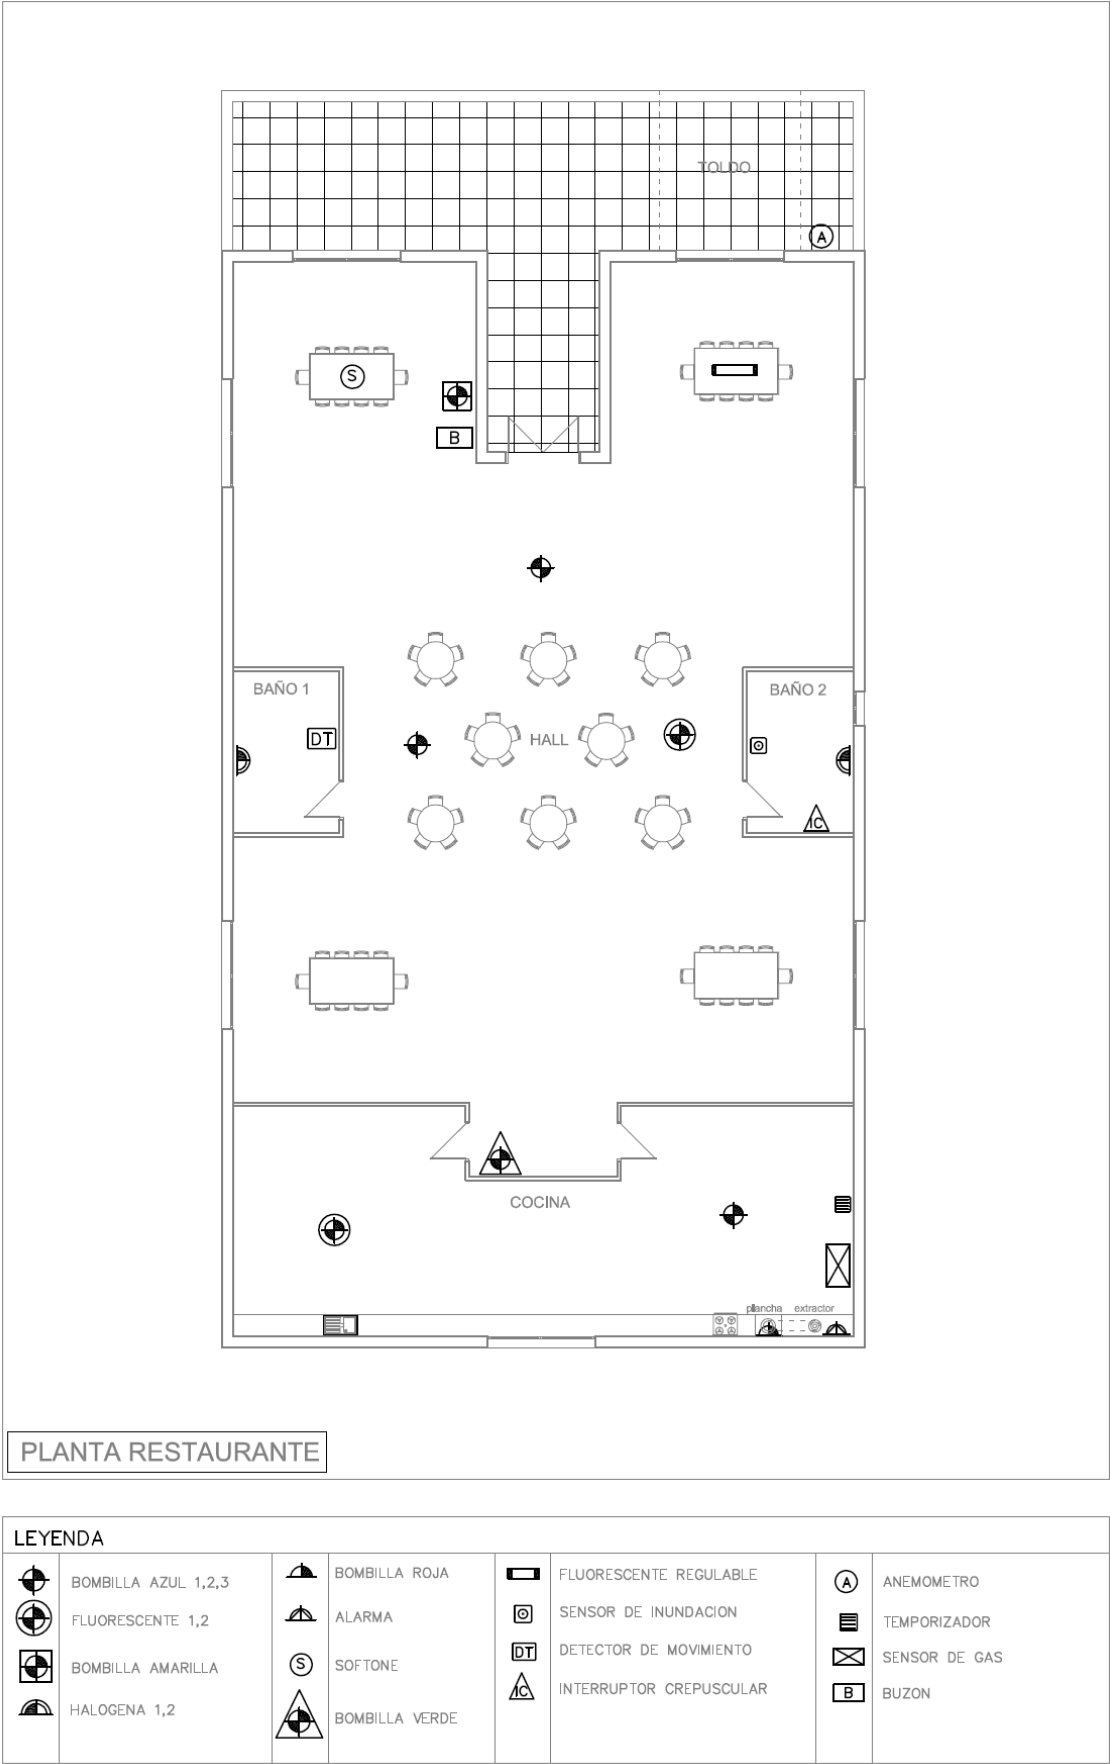 TOLDO
A
S
B
BAÑO 1
BAÑO 2
DT
HALL
IC
COCINA
plancha
extractor
PLANTA RESTAURANTE
LEYENDA
BOMBILLA AZUL 1,2,3
FLUORESCENTE 1,2
BOMBILLA AMARILLA
HALOGENA 1,2
BOMBILLA ROJA
ALARMA
S SOFTONE
BOMBILLA VERDE
FLUORESCENTE REGULABLE
SENSOR DE INUNDACION
DT DETECTOR DE MOVIMIENTO
IC INTERRUPTOR CREPUSCULAR
A ANEMOMETRO
TEMPORIZADOR
SENSOR DE GAS
B BUZON